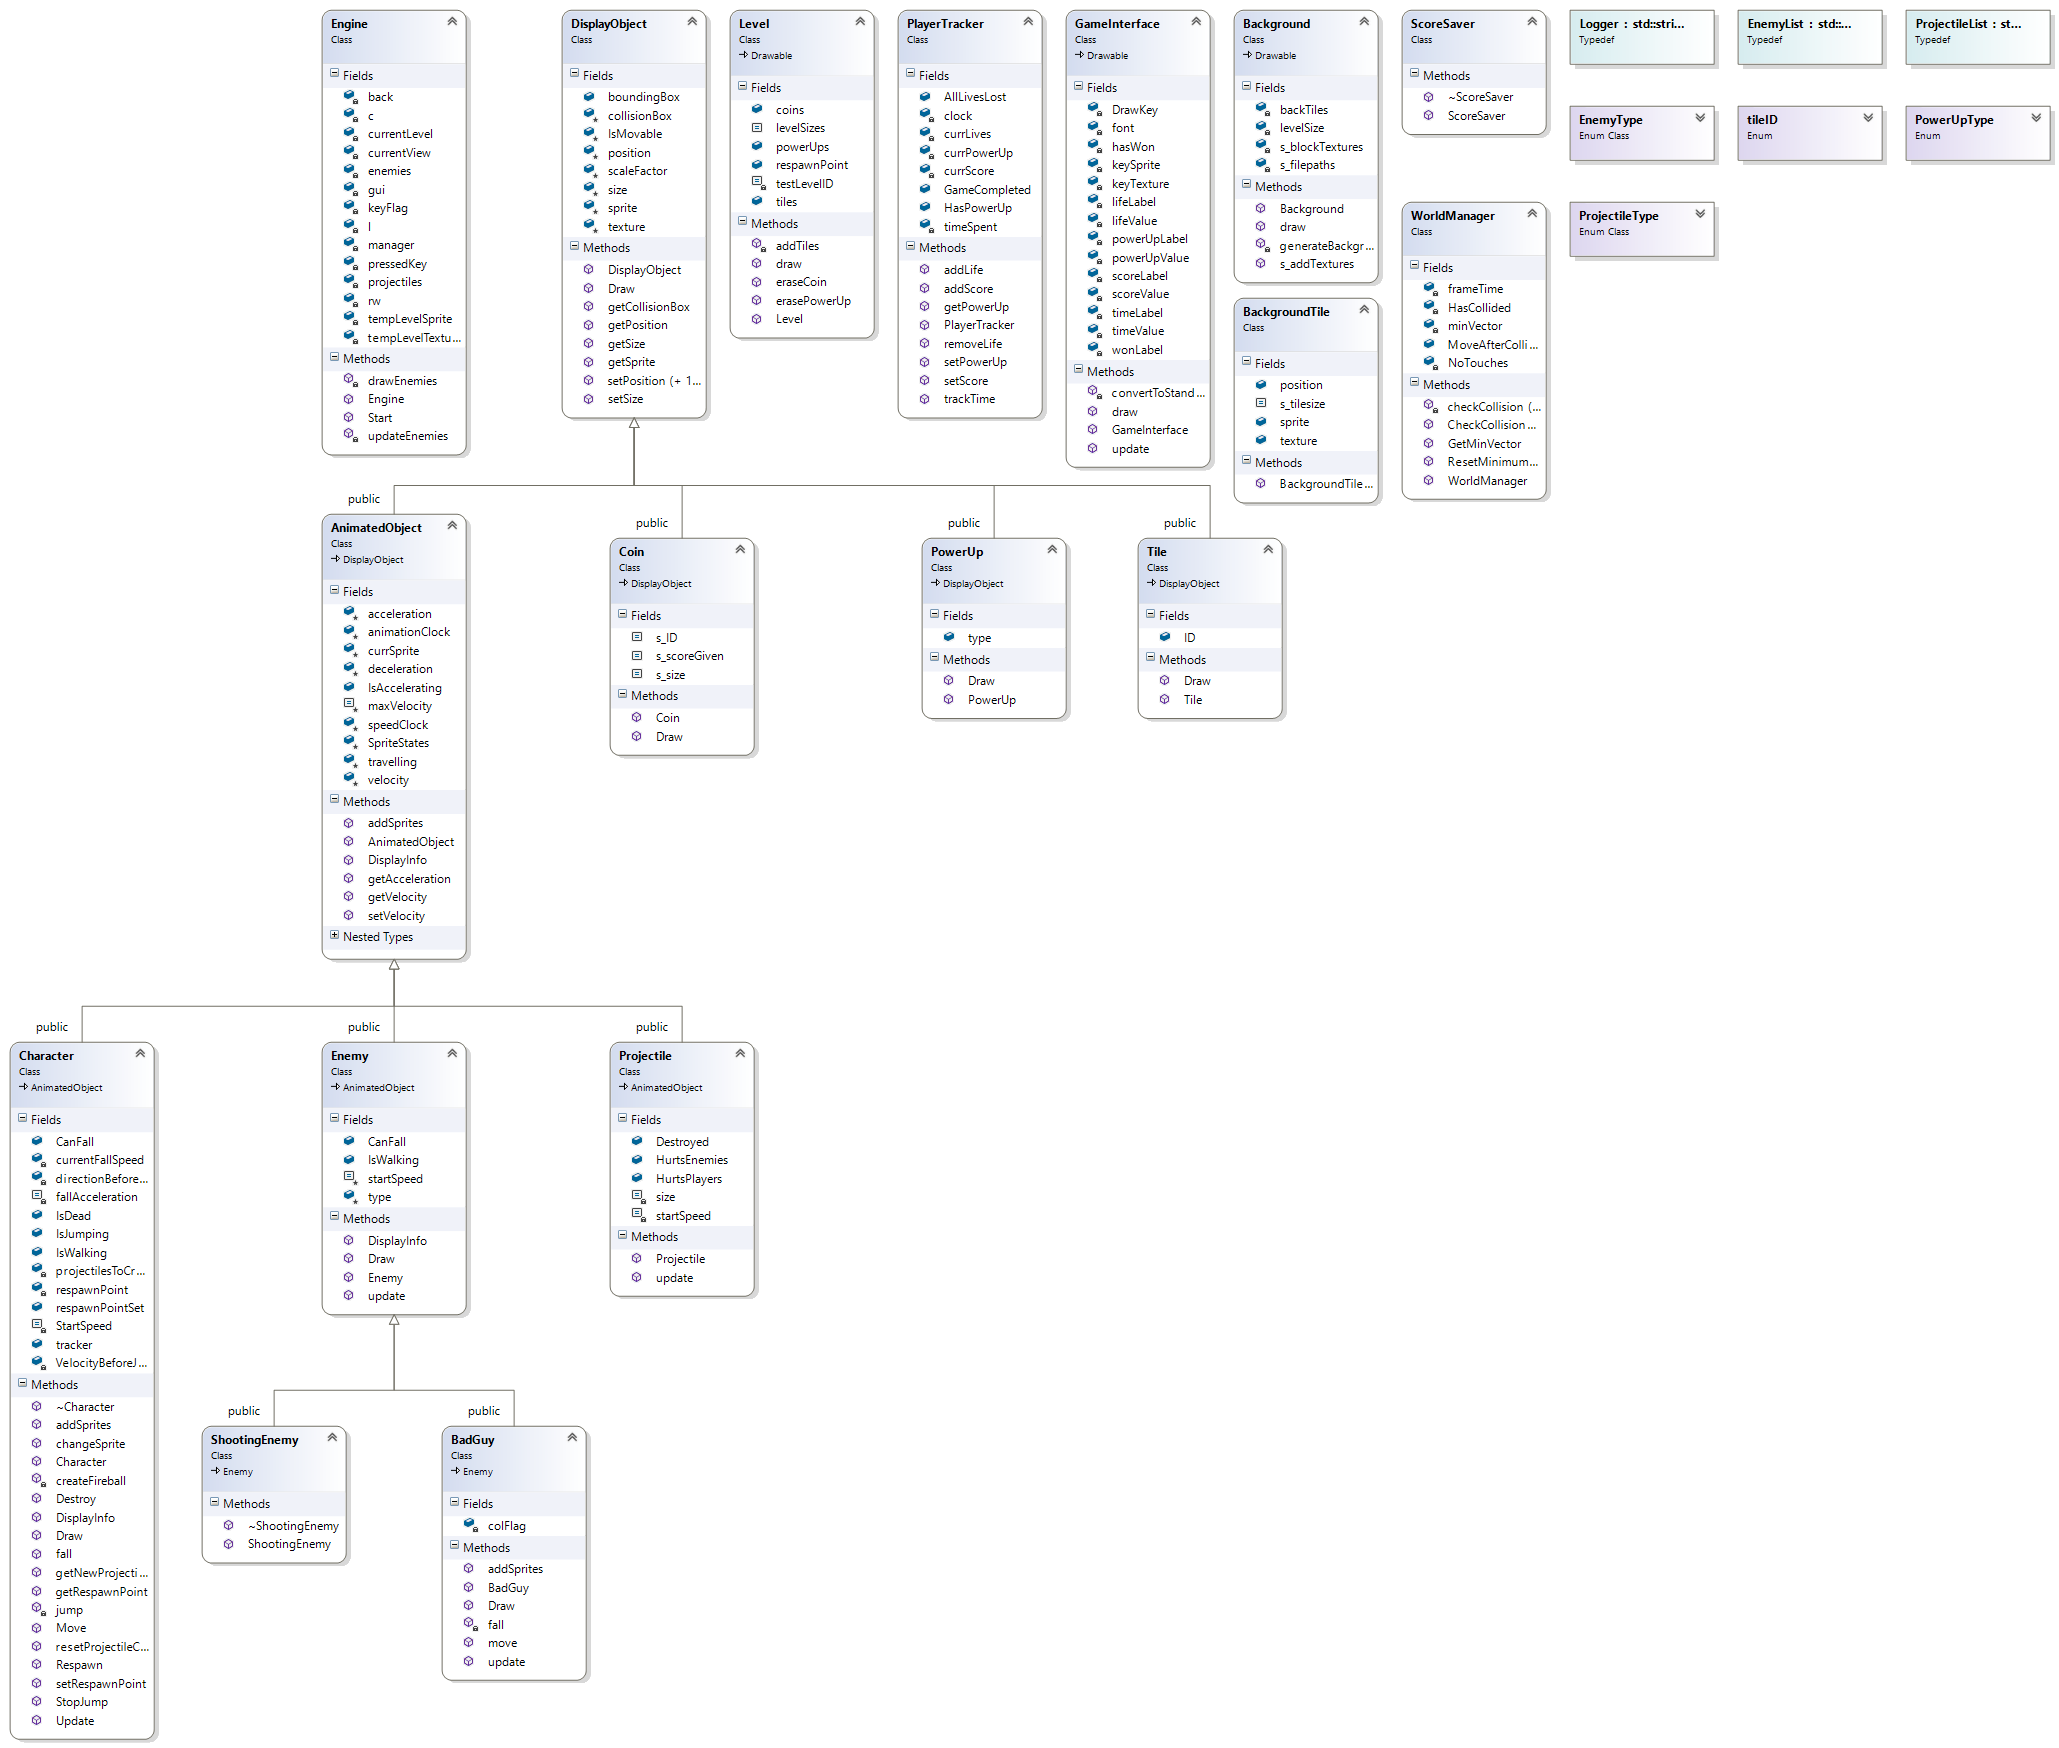 Engine
Class
Fields
back
c
currentLevel
currentView
enemies
gui
keyFlag
l
manager
pressedKey
projectiles
rw
tempLevelSprite
tempLevelTextu...
Methods
drawEnemies
Engine
Start
updateEnemies
DisplayObject
Class
Fields
boundingBox
collisionBox
IsMovable
position
scaleFactor
size
sprite
texture
Methods
DisplayObject
Draw
getCollisionBox
getPosition
getSize
getSprite
setPosition (+ 1...
setSize
Level
Class
Drawable
Fields
coins
levelSizes
powerUps
respawnPoint
testLevelID
tiles
Methods
addTiles
draw
eraseCoin
erasePowerUp
Level
PlayerTracker
Class
Fields
AllLivesLost
clock
currLives
currPowerUp
currScore
GameCompleted
HasPowerUp
timeSpent
Methods
addLife
addScore
getPowerUp
PlayerTracker
removeLife
setPowerUp
setScore
trackTime
GameInterface
Class
Drawable
Fields
DrawKey
font
hasWon
keySprite
keyTexture
lifeLabel
lifeValue
powerUpLabel
powerUpValue
scoreLabel
scoreValue
timeLabel
timeValue
wonLabel
Methods
convertToStand...
draw
GameInterface
update
Background
Class
Drawable
Fields
backTiles
levelSize
s_blockTextures
s_filepaths
Methods
Background
draw
generateBackgr...
s_addTextures
BackgroundTile
Class
Fields
position
s_tilesize
sprite
texture
Methods
BackgroundTile...
ScoreSaver
Class
Methods
~ScoreSaver
ScoreSaver
WorldManager
Class
Fields
frameTime
HasCollided
minVector
MoveAfterColli...
NoTouches
Methods
checkCollision (...
CheckCollision...
GetMinVector
ResetMinimum...
WorldManager
Logger : std::stri...
Typedef
EnemyList : std::...
Typedef
ProjectileList : st...
Typedef
EnemyType
Enum Class
tileID
Enum
PowerUpType
Enum
ProjectileType
Enum Class
public
public
public
public
AnimatedObject
Class
DisplayObject
Fields
acceleration
animationClock
currSprite
deceleration
IsAccelerating
maxVelocity
speedClock
SpriteStates
travelling
velocity
Methods
addSprites
AnimatedObject
DisplayInfo
getAcceleration
getVelocity
setVelocity
Nested Types
Coin
Class
DisplayObject
Fields
s_ID
s_scoreGiven
s_size
Methods
Coin
Draw
PowerUp
Class
DisplayObject
Fields
type
Methods
Draw
PowerUp
Tile
Class
DisplayObject
Fields
ID
Methods
Draw
Tile
public
public
public
Character
Class
AnimatedObject
Fields
CanFall
currentFallSpeed
directionBefore...
fallAcceleration
IsDead
IsJumping
IsWalking
projectilesToCr...
respawnPoint
respawnPointSet
StartSpeed
tracker
VelocityBeforeJ...
Methods
~Character
addSprites
changeSprite
Character
createFireball
Destroy
DisplayInfo
Draw
fall
getNewProjecti...
getRespawnPoint
jump
Move
resetProjectileC...
Respawn
setRespawnPoint
StopJump
Update
Enemy
Class
AnimatedObject
Fields
CanFall
IsWalking
startSpeed
type
Methods
DisplayInfo
Draw
Enemy
update
Projectile
Class
AnimatedObject
Fields
Destroyed
HurtsEnemies
HurtsPlayers
size
startSpeed
Methods
Projectile
update
public
public
ShootingEnemy
Class
Enemy
Methods
~ShootingEnemy
ShootingEnemy
BadGuy
Class
Enemy
Fields
colFlag
Methods
addSprites
BadGuy
Draw
fall
move
update